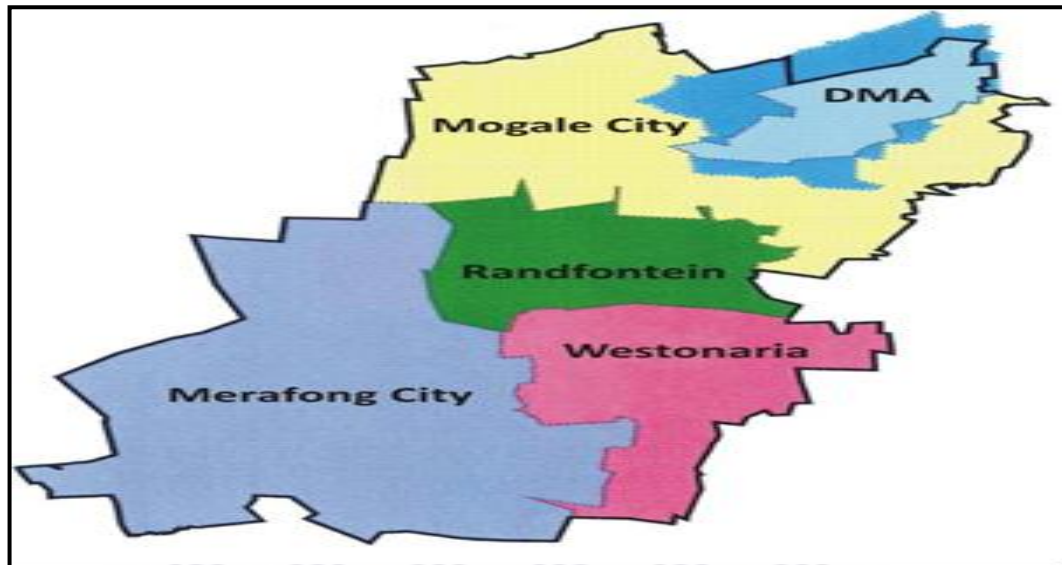 DMA
Mogale City
Randfontein
Westonaria
Merafong City